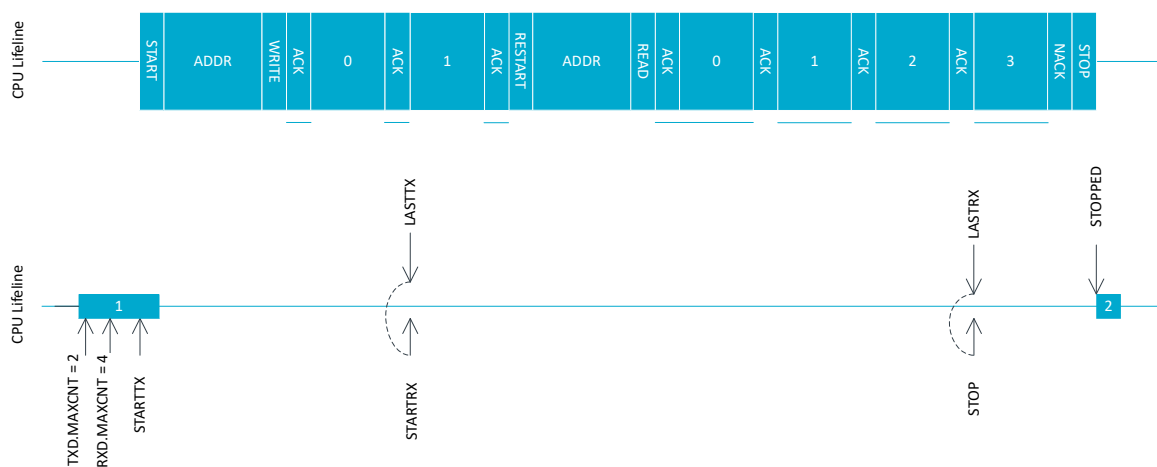 CPU Lifeline
START
ADDR
WRITE
ACK
0
ACK
1
ACK
RESTART
ADDR
READ
ACK
0
ACK
1
ACK
2
ACK
3
NACK
STOP
LASTTX
LASTRX
STOPPED
CPU Lifeline
1
2
TXD.MAXCNT = 2
RXD.MAXCNT = 4
STARTTX
STARTRX
STOP